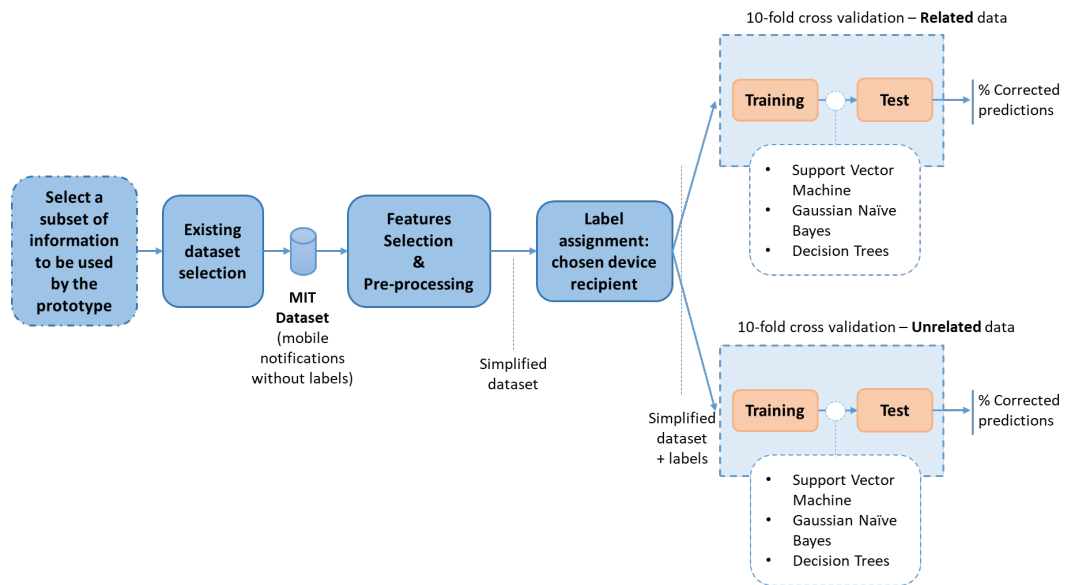 10-fold cross validation – Related data
Training
Test
% Corrected
predictions
• Support Vector
Machine
• Gaussian Naïve
Bayes
• Decision Trees
Select a
subset of
information
to be used
by the
prototype
Existing
dataset
selection
MIT
Dataset
(mobile
notifications
without labels)
Features
Selection
&
Pre-processing
Simplified
dataset
Label
assignment:
chosen device
recipient
Simplified
dataset
+ labels
10-fold cross validation – Unrelated data
Training
Test
% Corrected
predictions
• Support Vector
Machine
• Gaussian Naïve
Bayes
• Decision Trees